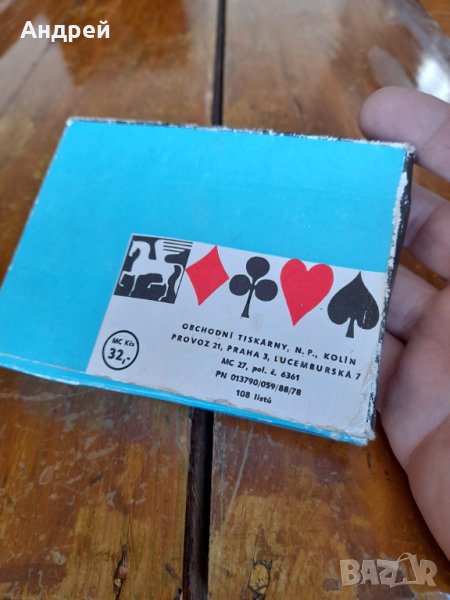 Андрей
MC Kčs
32,-
OBCHODNÍ TISKÁRNY, N. P., KOLÍN
PROVOZ 21, PRAHA 3, LUCEMBURSKÁ 7
MC 27, pol. č. 6361
PN 013790/059/88/78
108 listů
BAZAR